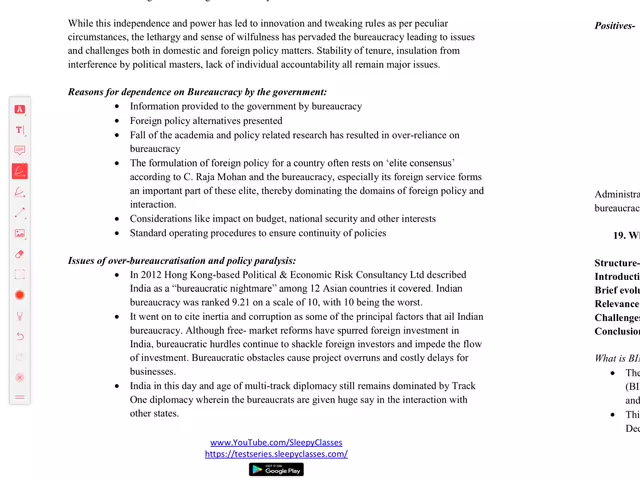 While this independence and power has led to innovation and tweaking rules as per peculiar
circumstances, the lethargy and sense of wilfulness has pervaded the bureaucracy leading to issues
and challenges both in domestic and foreign policy matters. Stability of tenure, insulation from
interference by political masters, lack of individual accountability all remain major issues.
Reasons for dependence on Bureaucracy by the government:
• Information provided to the government by bureaucracy
• Foreign policy alternatives presented
• Fall of the academia and policy related research has resulted in over-reliance on
bureaucracy
• The formulation of foreign policy for a country often rests on ‘elite consensus’
according to C. Raja Mohan and the bureaucracy, especially its foreign service forms
an important part of these elite, thereby dominating the domains of foreign policy and
interaction.
• Considerations like impact on budget, national security and other interests
• Standard operating procedures to ensure continuity of policies
Issues of over-bureaucratisation and policy paralysis:
• In 2012 Hong Kong-based Political & Economic Risk Consultancy Ltd described
India as a “bureaucratic nightmare” among 12 Asian countries it covered. Indian
bureaucracy was ranked 9.21 on a scale of 10, with 10 being the worst.
• It went on to cite inertia and corruption as some of the principal factors that ail Indian
bureaucracy. Although free- market reforms have spurred foreign investment in
India, bureaucratic hurdles continue to shackle foreign investors and impede the flow
of investment. Bureaucratic obstacles cause project overruns and costly delays for
businesses.
• India in this day and age of multi-track diplomacy still remains dominated by Track
One diplomacy wherein the bureaucrats are given huge say in the interaction with
other states.
www.YouTube.com/SleepyClasses
https://testseries.sleepyclasses.com/
GET IT ON
Google Play
Positives-
Administra
bureaucrac
19. Wh
Structure-
Introducti
Brief evolu
Relevance
Challenges
Conclusion
What is BI
• The
(BI
and
• Thi
Dec